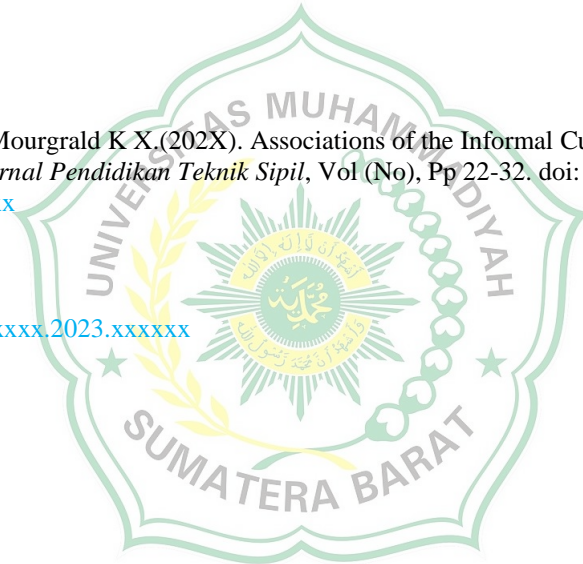 Mourgrald K X.(202X). Associations of the Informal Cu
rnal Pendidikan Teknik Sipil, Vol (No), Pp 22-32. doi:
x
xxxx.2023.xxxxxx
UNIVERSITAS MUHAMMADIYAH
SUMATERA BARAT